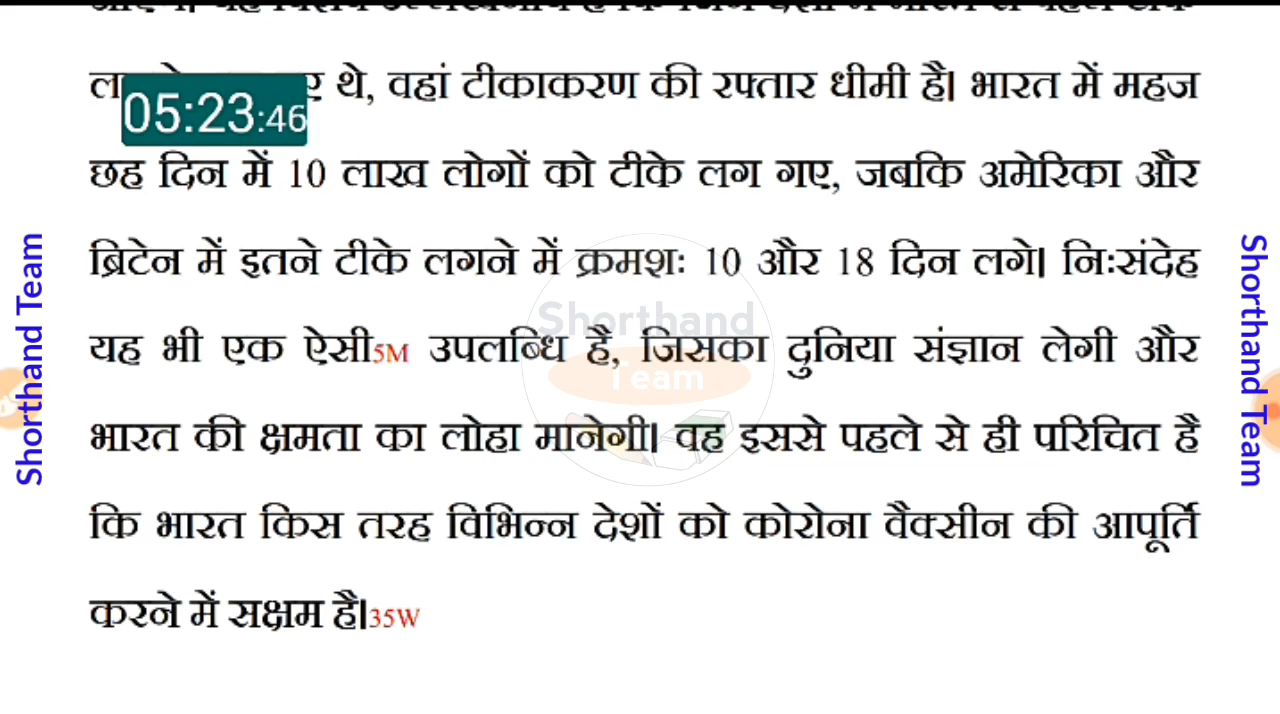 ल ए थे, वहां टीकाकरण की रफ्तार धीमी है। भारत में महज
05:23:46
छह दिन में 10 लाख लोगों को टीके लग गए, जबकि अमेरिका और
ब्रिटेन में इतने टीके लगने में क्रमशः 10 और 18 दिन लगे। निःसंदेह
यह भी एक ऐसी5M उपलब्धि है, जिसका दुनिया संज्ञान लेगी और
भारत की क्षमता का लोहा मानेगी। वह इससे पहले से ही परिचित है
कि भारत किस तरह विभिन्न देशों को कोरोना वैक्सीन की आपूर्ति
करने में सक्षम है।35W
Shorthand Team
Shorthand Team
Shorthand
Team